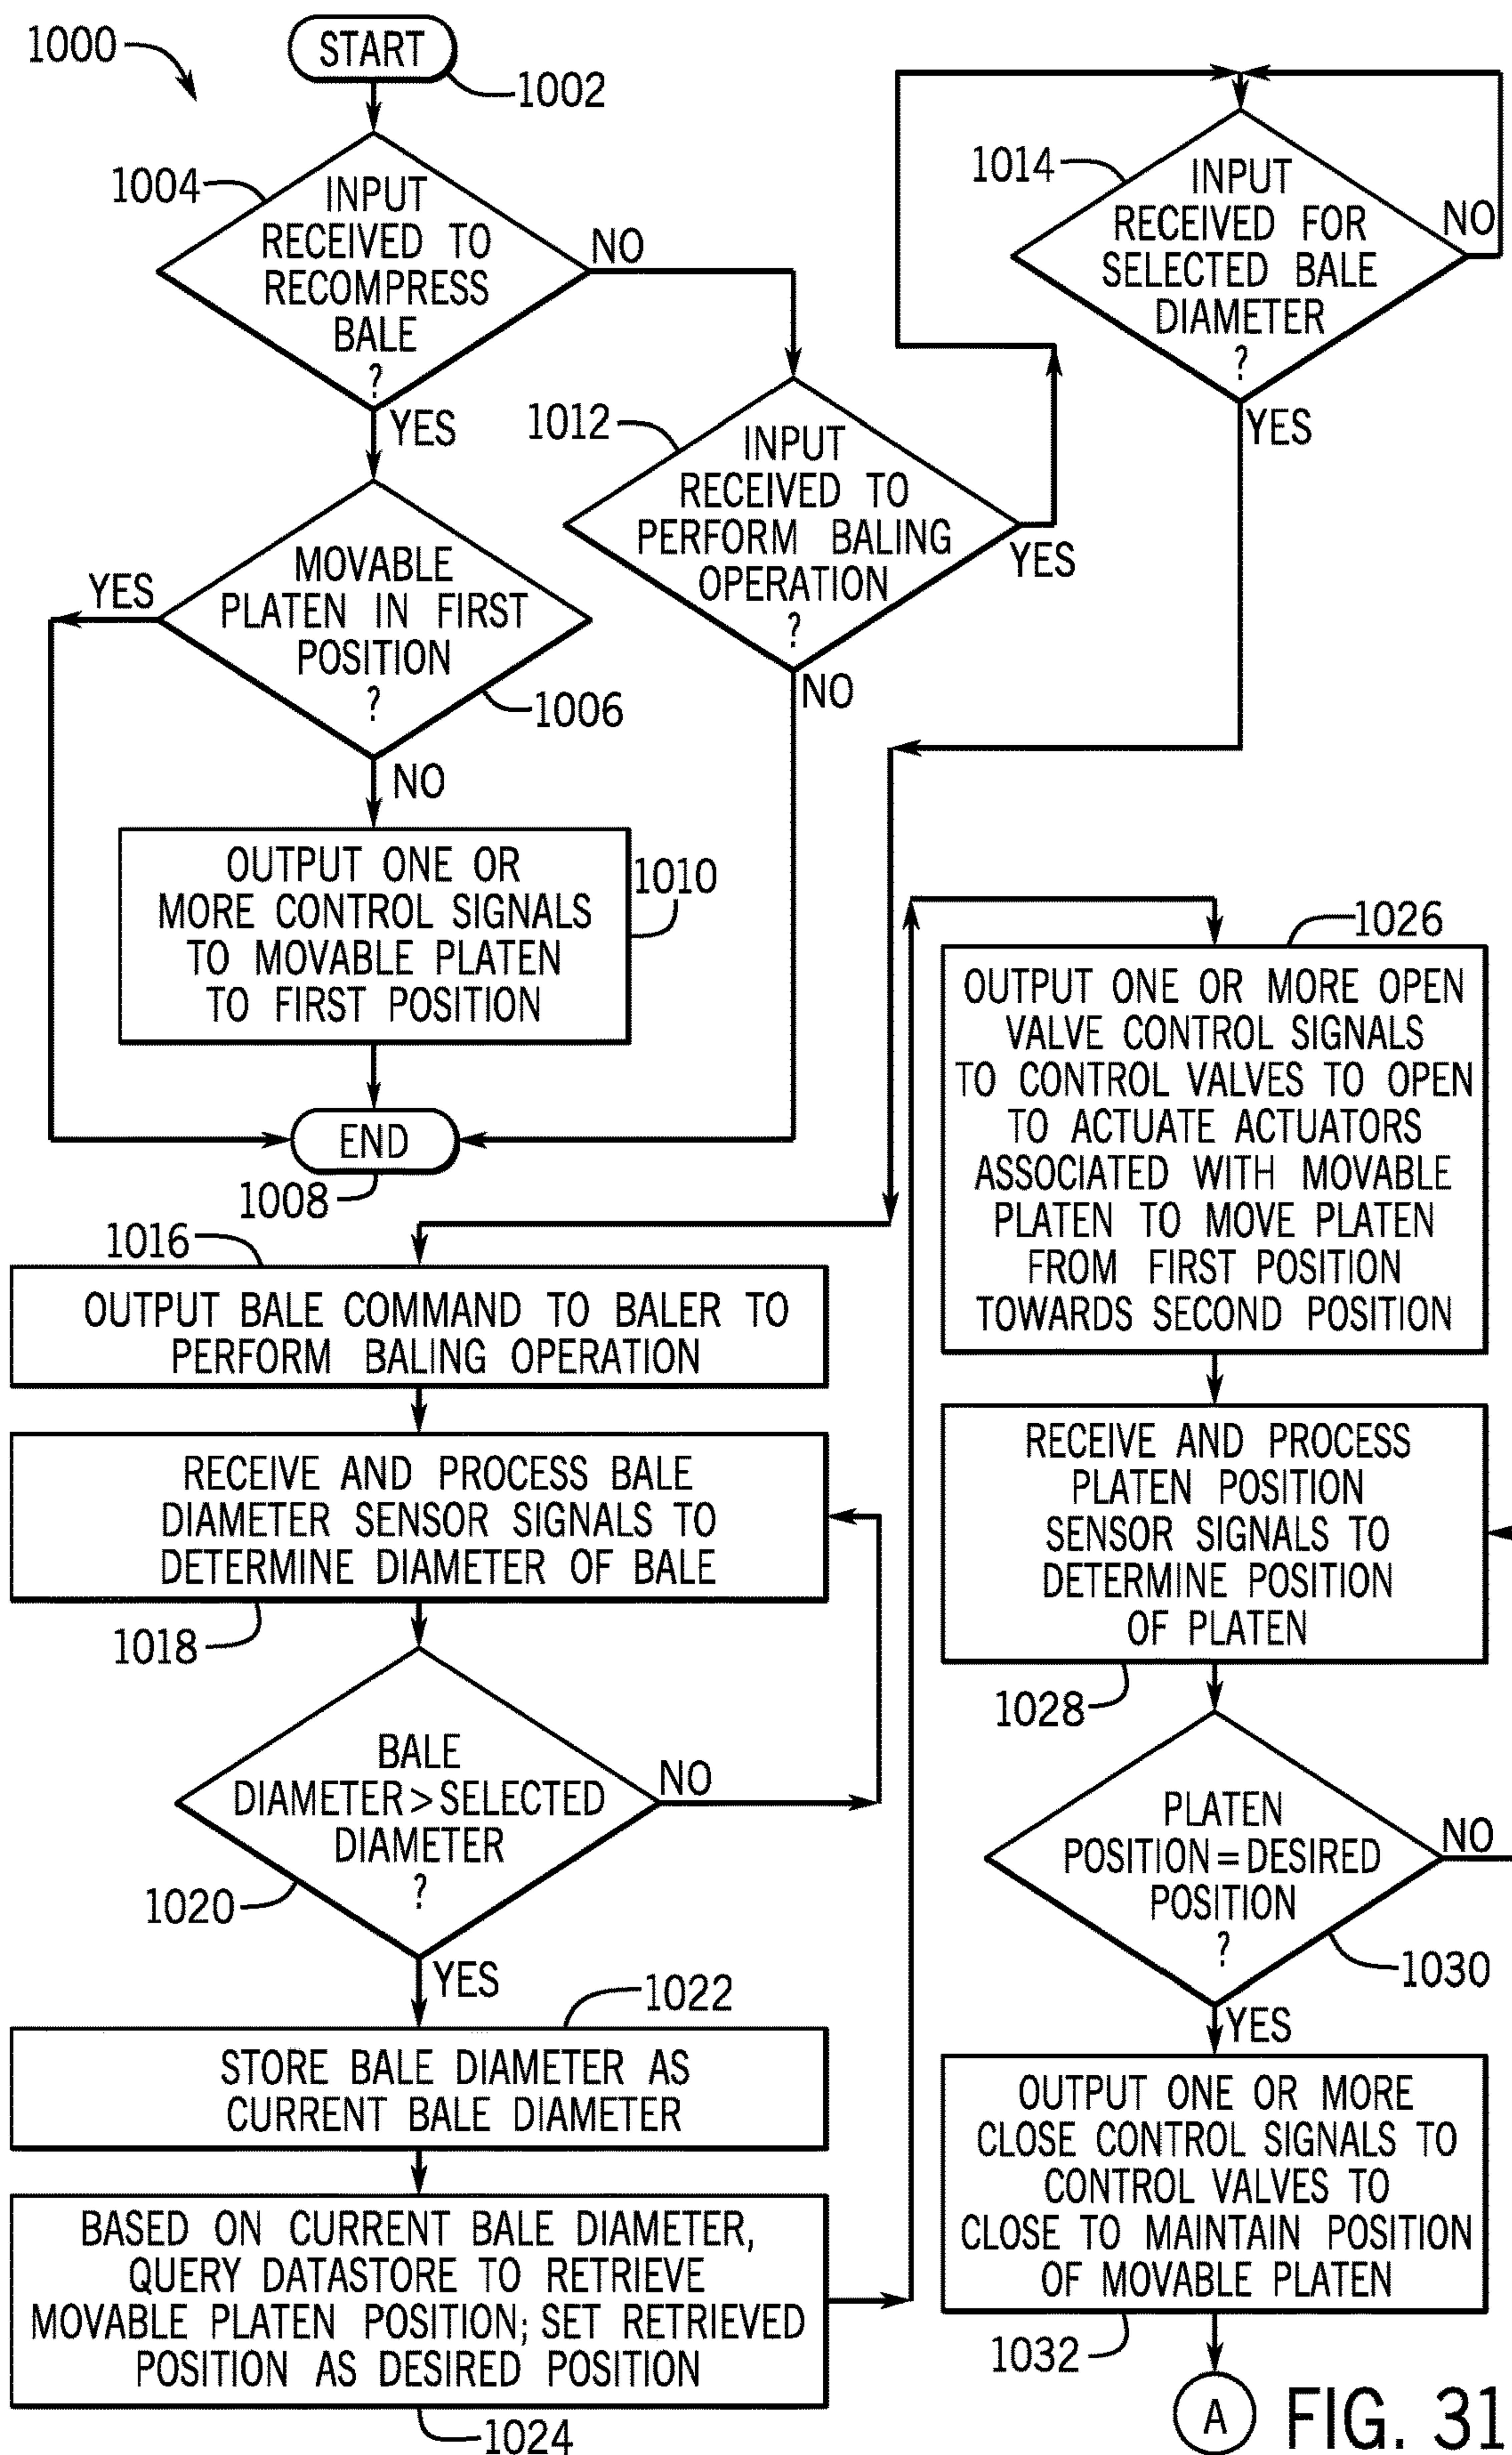 1000
START
1002
1004
INPUT
RECEIVED TO
RECOMPRESS
BALE
?
NO
YES
MOVABLE
PLATEN IN FIRST
POSITION
?
YES
1006
NO
OUTPUT ONE OR
MORE CONTROL SIGNALS
TO MOVABLE PLATEN
TO FIRST POSITION
1010
END
1008
1012
INPUT
RECEIVED TO
PERFORM BALING
OPERATION
?
YES
NO
1014
INPUT
RECEIVED FOR
SELECTED BALE
DIAMETER
?
NO
YES
1016
OUTPUT BALE COMMAND TO BALER TO
PERFORM BALING OPERATION
RECEIVE AND PROCESS BALE
DIAMETER SENSOR SIGNALS TO
DETERMINE DIAMETER OF BALE
1018
BALE
DIAMETER > SELECTED
DIAMETER
?
NO
1020
YES
1022
STORE BALE DIAMETER AS
CURRENT BALE DIAMETER
BASED ON CURRENT BALE DIAMETER,
QUERY DATASTORE TO RETRIEVE
MOVABLE PLATEN POSITION; SET RETRIEVED
POSITION AS DESIRED POSITION
1024
1026
OUTPUT ONE OR MORE OPEN
VALVE CONTROL SIGNALS
TO CONTROL VALVES TO OPEN
TO ACTUATE ACTUATORS
ASSOCIATED WITH MOVABLE
PLATEN TO MOVE PLATEN
FROM FIRST POSITION
TOWARDS SECOND POSITION
RECEIVE AND PROCESS
PLATEN POSITION
SENSOR SIGNALS TO
DETERMINE POSITION
OF PLATEN
1028
PLATEN
POSITION = DESIRED
POSITION
?
NO
1030
YES
OUTPUT ONE OR MORE
CLOSE CONTROL SIGNALS TO
CONTROL VALVES TO
CLOSE TO MAINTAIN POSITION
OF MOVABLE PLATEN
1032
A
FIG. 31